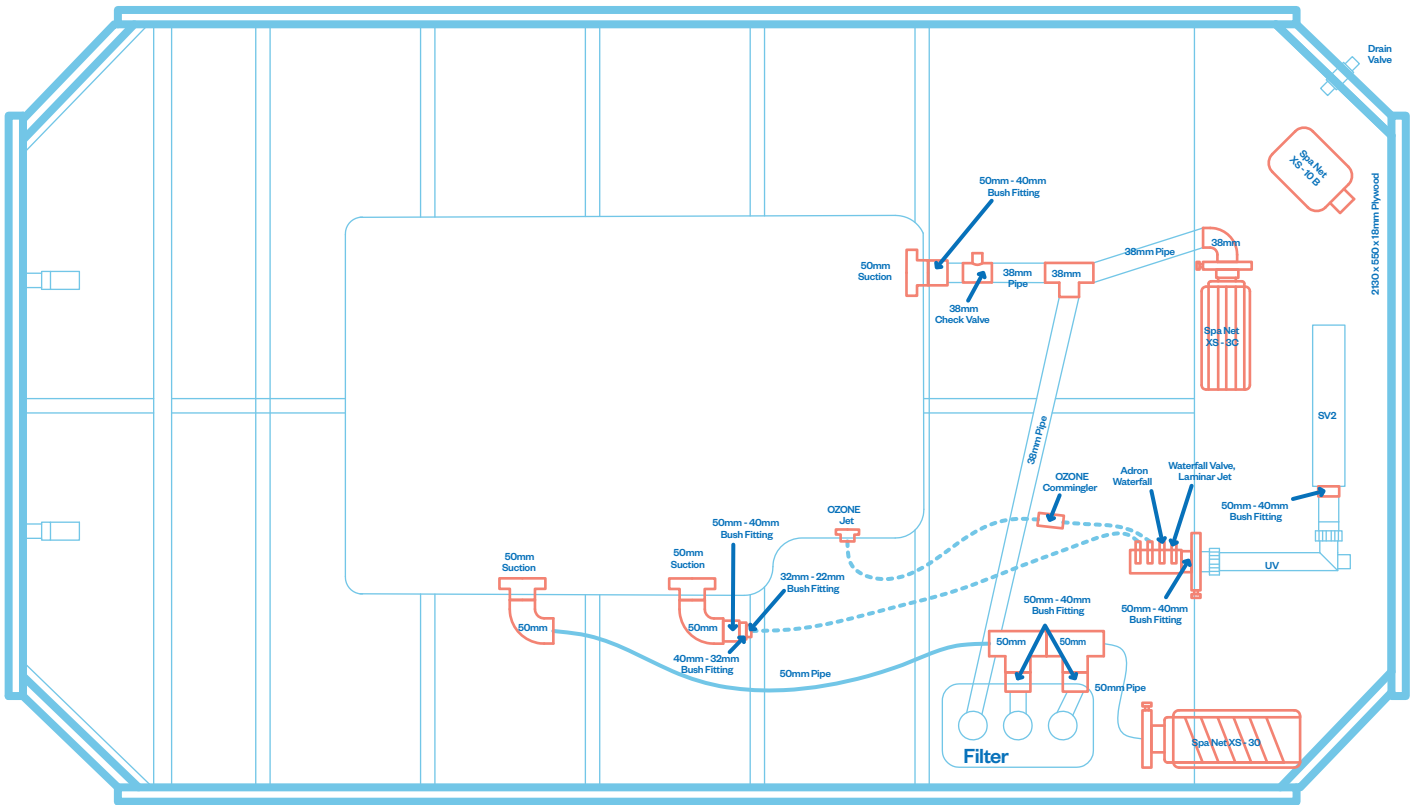 Drain
Valve
Spa Net
XS - 10 B
2130 x 550 x 18mm Plywood
50mm - 40mm
Bush Fitting
38mm
38mm Pipe
50mm
Suction
38mm
Pipe
38mm
38mm
Check Valve
Spa Net
XS - 3C
SV2
38mm Pipe
OZONE
Commingler
Adron
Waterfall
Waterfall Valve,
Laminar Jet
50mm - 40mm
Bush Fitting
OZONE
Jet
50mm - 40mm
Bush Fitting
50mm
Suction
50mm
Suction
32mm - 22mm
Bush Fitting
UV
50mm - 40mm
Bush Fitting
50mm - 40mm
Bush Fitting
50mm
50mm
50mm
50mm
40mm - 32mm
Bush Fitting
50mm Pipe
50mm Pipe
Spa Net XS - 30
Filter